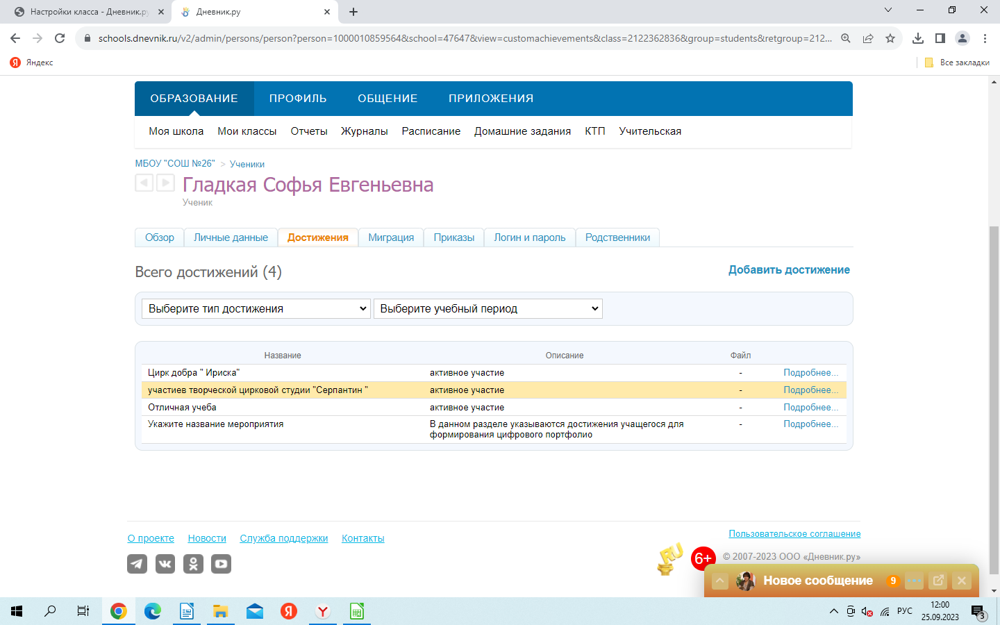 Настройки класса - Дневник.ру
Дневник.ру
schools.dnevnik.ru/v2/admin/persons/person?person=1000010859564&school=47647&view=customachievements&class=2122362836&group=students&retgroup=212...
Яндекс
Все закладки
ОБРАЗОВАНИЕ ПРОФИЛЬ ОБЩЕНИЕ ПРИЛОЖЕНИЯ
Моя школа Мои классы Отчеты Журналы Расписание Домашние задания КТП Учительская
МБОУ "СОШ №26" > Ученики
Гладкая Софья Евгеньевна
Ученик
Обзор Личные данные Достижения Миграция Приказы Логин и пароль Родственники
Всего достижений (4)
Добавить достижение
Выберите тип достижения Выберите учебный период
Название Описание Файл
Цирк добра " Ириска" активное участие - Подробнее...
участиев творческой цирковой студии "Серпантин " активное участие - Подробнее...
Отличная учеба активное участие - Подробнее...
Укажите название мероприятия В данном разделе указываются достижения учащегося для - Подробнее...
формирования цифрового портфолио
О проекте Новости Служба поддержки Контакты
Пользовательское соглашение
RU
6+
© 2007-2023 ООО «Дневник.ру»
Новое сообщение 9
РУС
12:00
25.09.2023
3